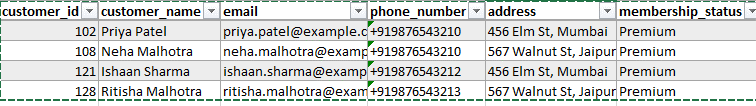 customer_id customer_name email phone_number address membership_status
102 Priya Patel priya.patel@example.c +919876543210 456 Elm St, Mumbai Premium
108 Neha Malhotra neha.malhotra@exam +919876543210 567 Walnut St, Jaipur Premium
121 Ishaan Sharma ishaan.sharma@examp +919876543212 456 Elm St, Mumbai Premium
128 Ritisha Malhotra ritisha.malhotra@exam +919876543213 567 Walnut St, Jaipur Premium